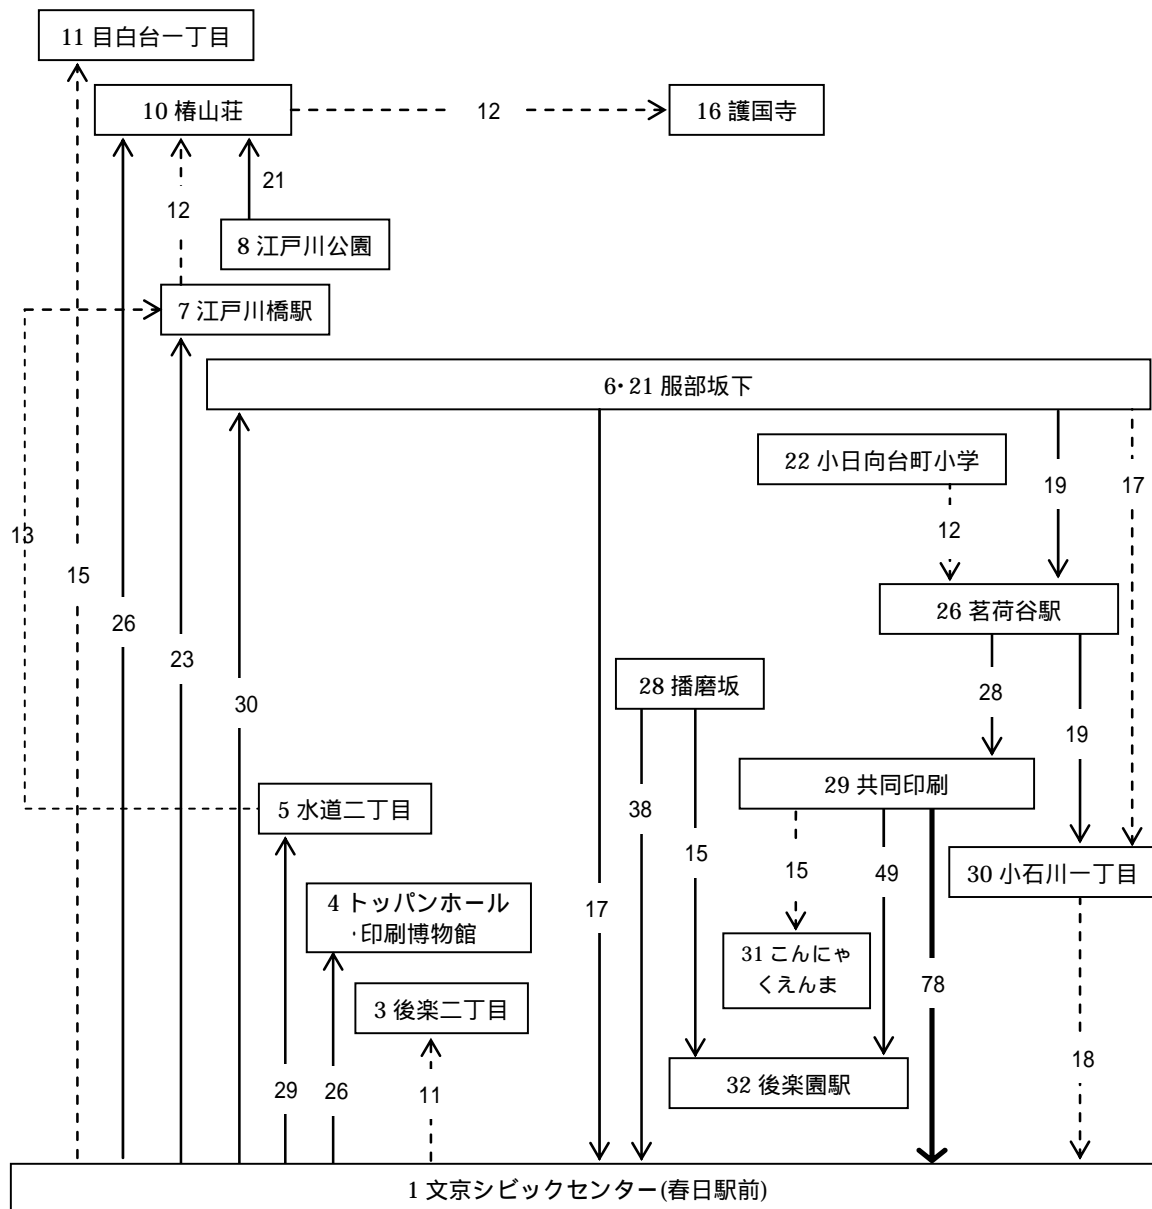 11 目白台一丁目
10 椿山荘
12
16 護国寺
21
12
8 江戸川公園
7 江戸川橋駅
6・21 服部坂下
22 小日向台町小学
19
17
13
12
15
26
26 茗荷谷駅
23
28 播磨坂
28
30
19
29 共同印刷
5 水道二丁目
38
15
15
49
30 小石川一丁目
4 トッパンホール
・印刷博物館
17
31 こんにゃ
くえんま
78
3 後楽二丁目
29
26
11
32 後楽園駅
18
1 文京シビックセンター(春日駅前)